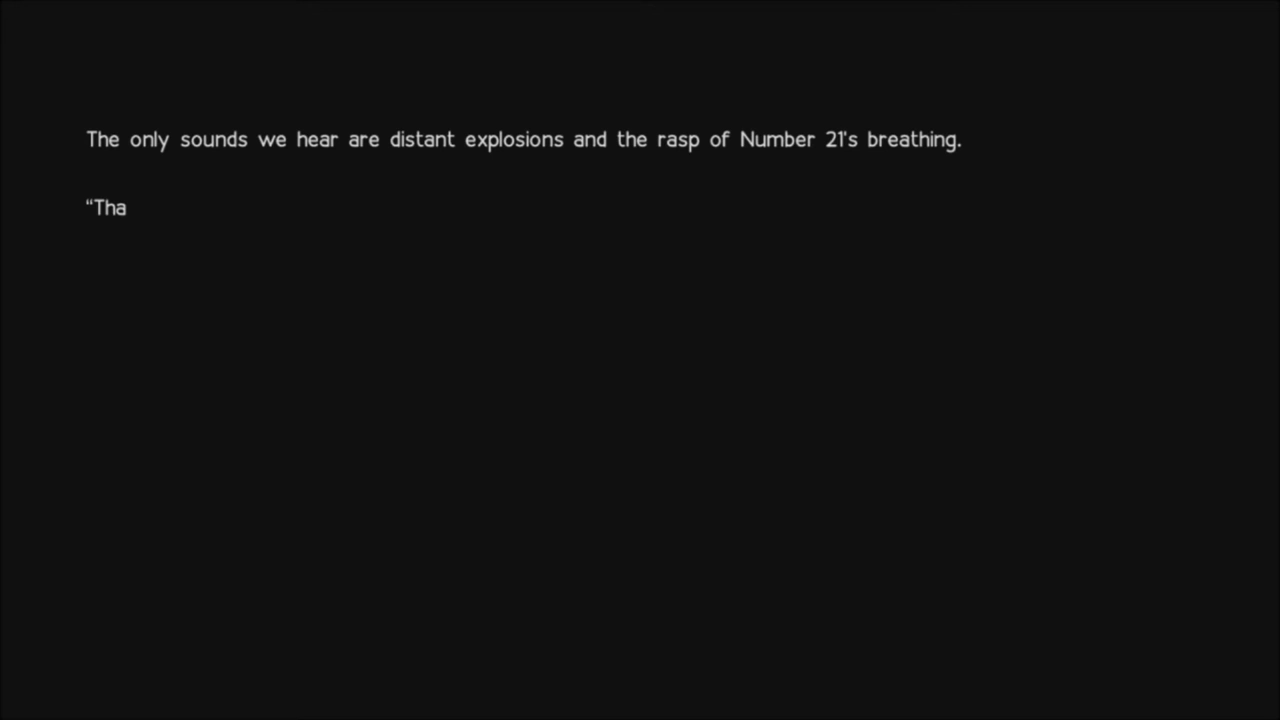 The only sounds we hear are distant explosions and the rasp of Number 21's breathing.
“Tha